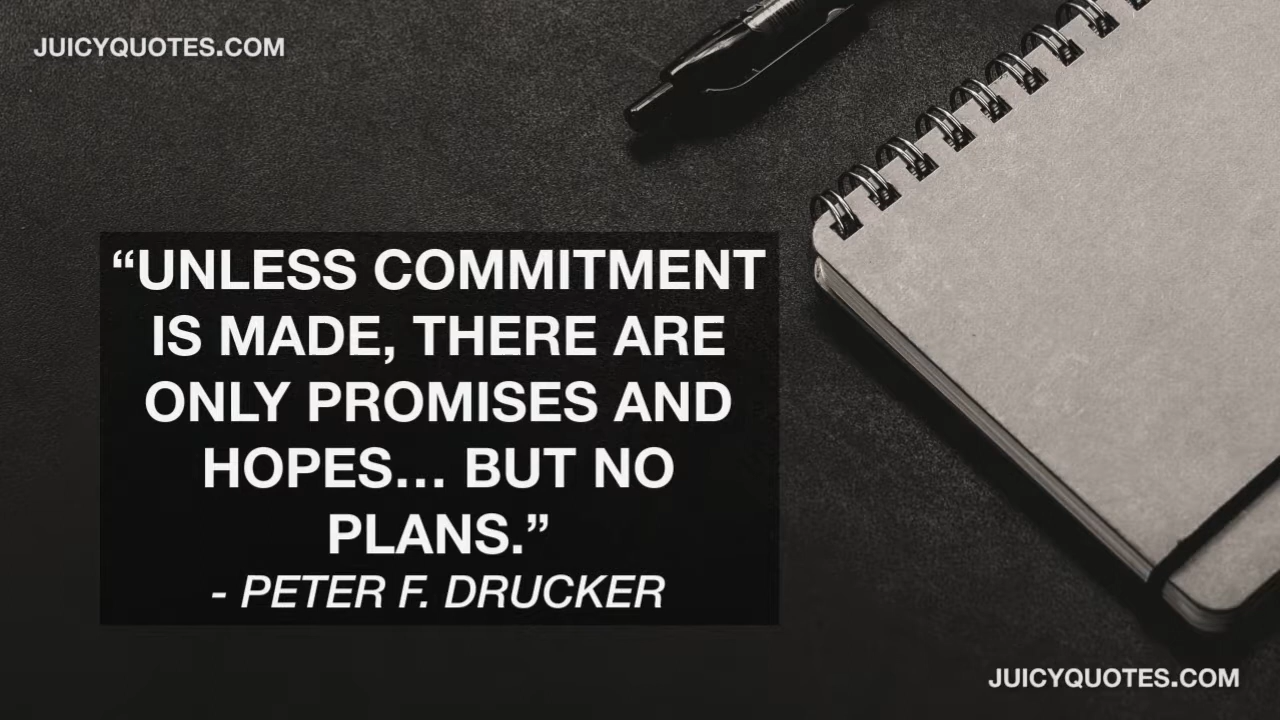 JUICYQUOTES.COM
“UNLESS COMMITMENT
IS MADE, THERE ARE
ONLY PROMISES AND
HOPES... BUT NO
PLANS.”
- PETER F. DRUCKER
JUICYQUOTES.COM